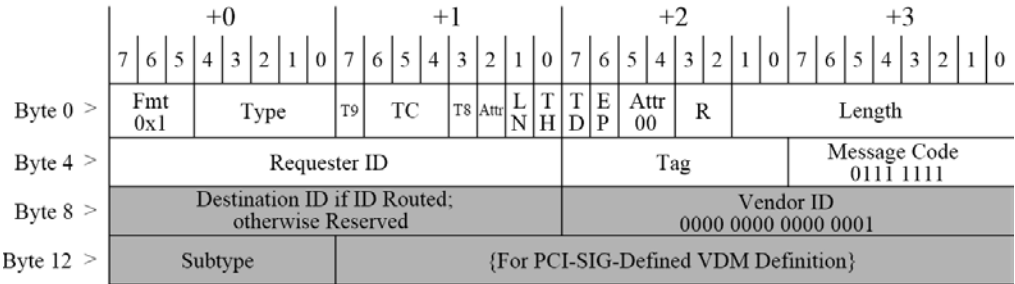 +0 +1 +2 +3
7 6 5 4 3 2 1 0 7 6 5 4 3 2 1 0 7 6 5 4 3 2 1 0 7 6 5 4 3 2 1 0
Byte 0 > Fmt 0x1 Type T9 TC T8 Attr LN TH TD EP Attr 00 R Length
Byte 4 > Requester ID Tag Message Code 0111 1111
Byte 8 > Destination ID if ID Routed; otherwise Reserved Vendor ID 0000 0000 0000 0001
Byte 12 > Subtype {For PCI-SIG-Defined VDM Definition}